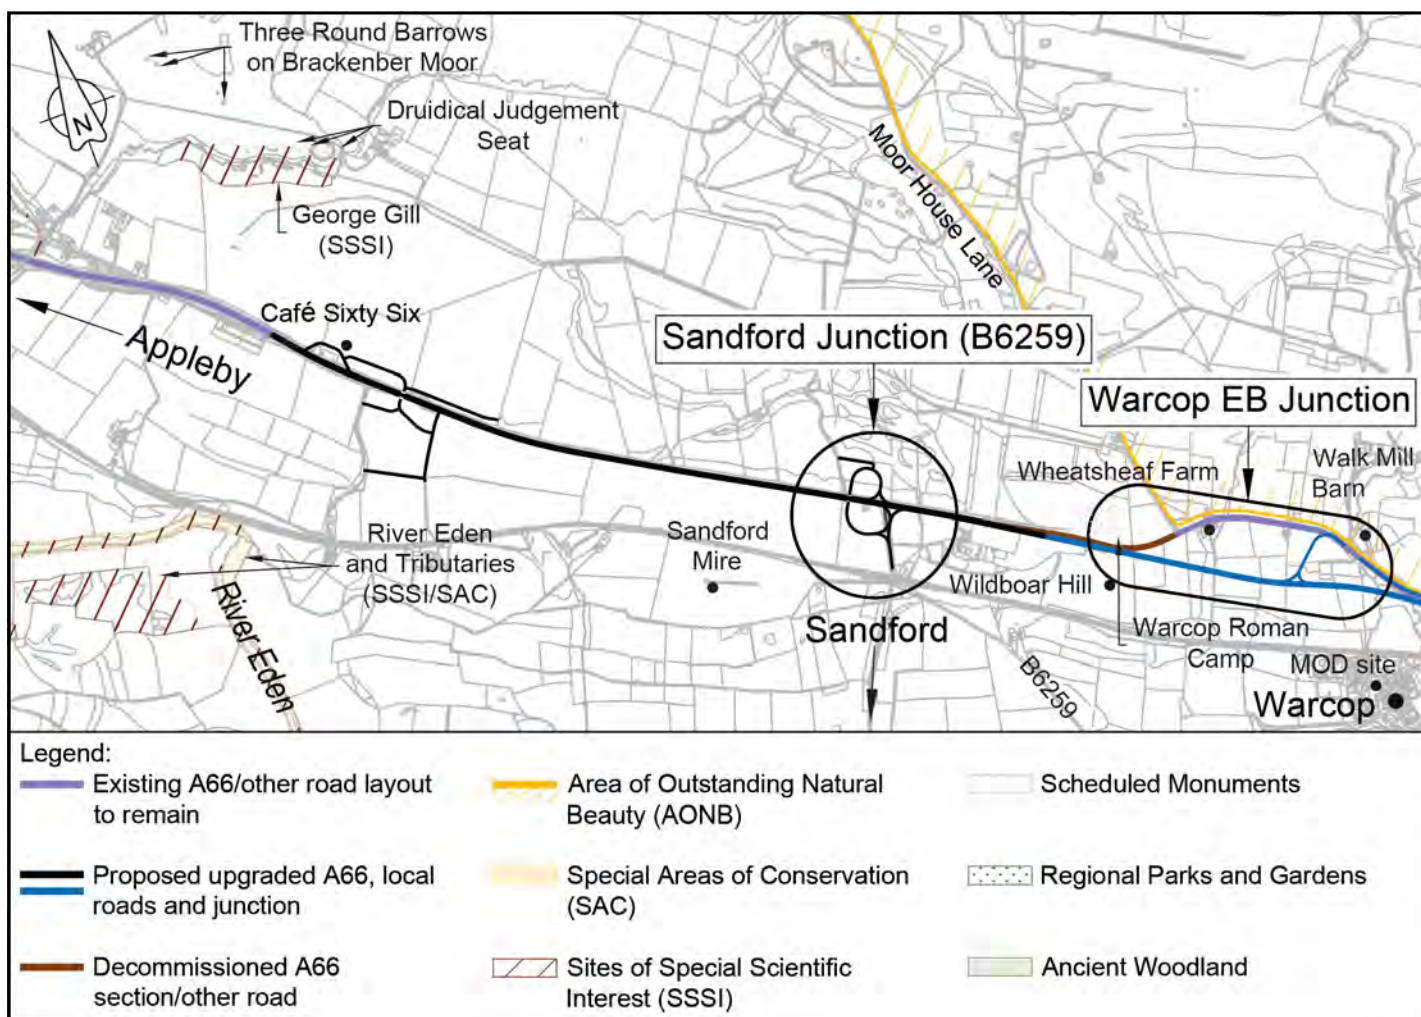 Three Round Barrows
on Brackenber Moor
Druidical Judgement
Seat
N
George Gill
(SSSI)
Moor House Lane
Café Sixty Six
Appleby
Sandford Junction (B6259)
Warcop EB Junction
Wheatsheaf Farm
Walk Mill
Barn
River Eden
and Tributaries
(SSSI/SAC)
Sandford
Mire
Wildboar Hill
River Eden
Sandford
Warcop Roman
Camp
MOD site
B6259
Warcop
Legend:
Existing A66/other road layout
to remain
Area of Outstanding Natural
Beauty (AONB)
Scheduled Monuments
Proposed upgraded A66, local
roads and junction
Special Areas of Conservation
(SAC)
Regional Parks and Gardens
Decommissioned A66
section/other road
Sites of Special Scientific
Interest (SSSI)
Ancient Woodland